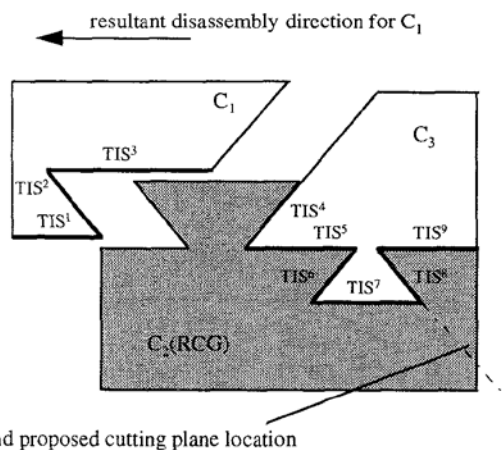 resultant disassembly direction for C₁
C₁
C₃
TIS³
TIS²
TIS¹
TIS⁴
TIS⁵
TIS⁹
TIS⁶
TIS⁷
TIS⁸
C₂(RCG)
nd proposed cutting plane location